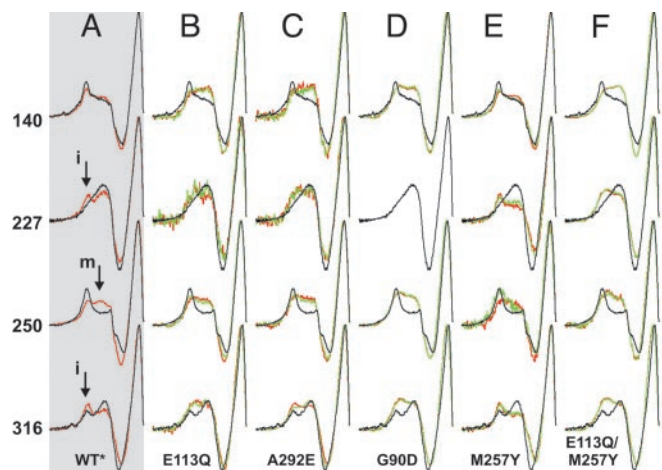 A B C D E F
140
i
227
m
250
i
316
WT* E113Q A292E G90D M257Y E113Q/
M257Y